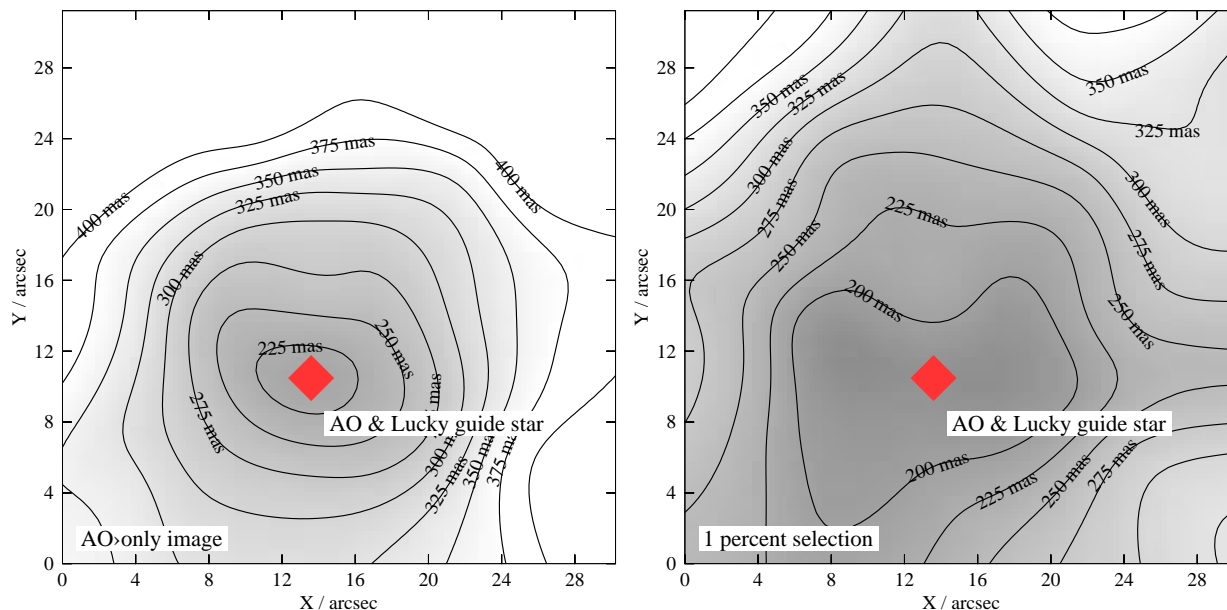 28
24
20
16
12
8
4
0
Y / arcsec
0
4
8
12
16
20
24
28
X / arcsec
400 mas
375 mas
400 mas
350 mas
325 mas
300 mas
250 mas
225 mas
275 mas
AO & Lucky guide star
325 mas
350 mas
375 mas
AO›only image
28
24
20
16
12
8
4
0
Y / arcsec
0
4
8
12
16
20
24
28
X / arcsec
350 mas
325 mas
350 mas
325 mas
300 mas
275 mas
250 mas
225 mas
300 mas
275 mas
250 mas
200 mas
AO & Lucky guide star
200 mas
225 mas
250 mas
275 mas
1 percent selection